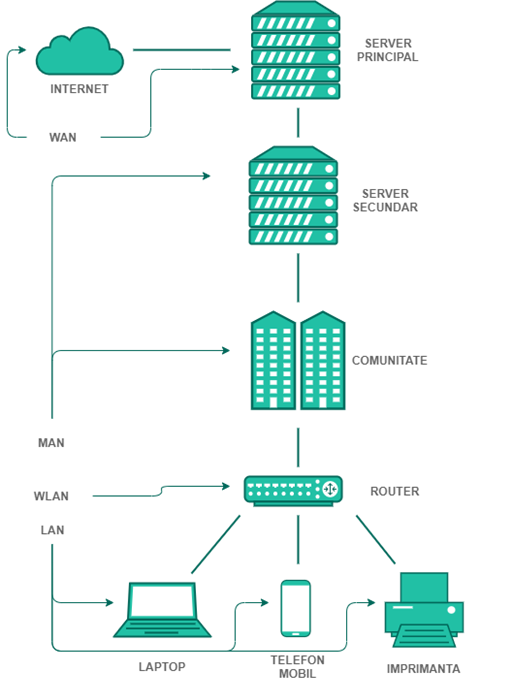 SERVER
PRINCIPAL
INTERNET
WAN
SERVER
SECUNDAR
COMUNITATE
MAN
WLAN
ROUTER
LAN
LAPTOP
TELEFON
MOBIL
IMPRIMANTA